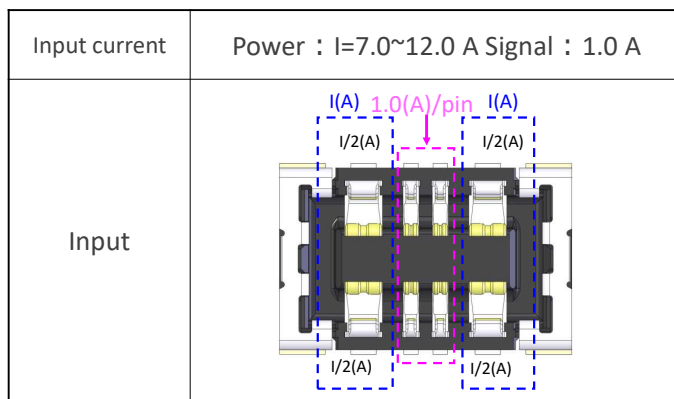 Input current
Power：I=7.0~12.0 A Signal：1.0 A
Input
I(A) 1.0(A)/pin I(A)
I/2(A) I/2(A)
I/2(A) I/2(A)